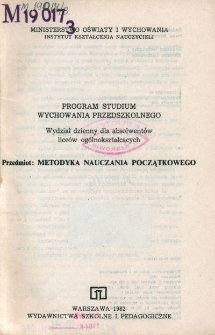 M 19 017
3
MINISTERSTWO OŚWIATY I WYCHOWANIA
INSTYTUT KSZTAŁCENIA NAUCZYCIELI
PROGRAM STUDIUM
WYCHOWANIA PRZEDSZKOLNEGO
Wydział dzienny dla absolwentów
liceów ogólnokształcących
Przedmiot: METODYKA NAUCZANIA POCZĄTKOWEGO
WARSZAWA 1982
WYDAWNICTWA SZKOLNE I PEDAGOGICZNE